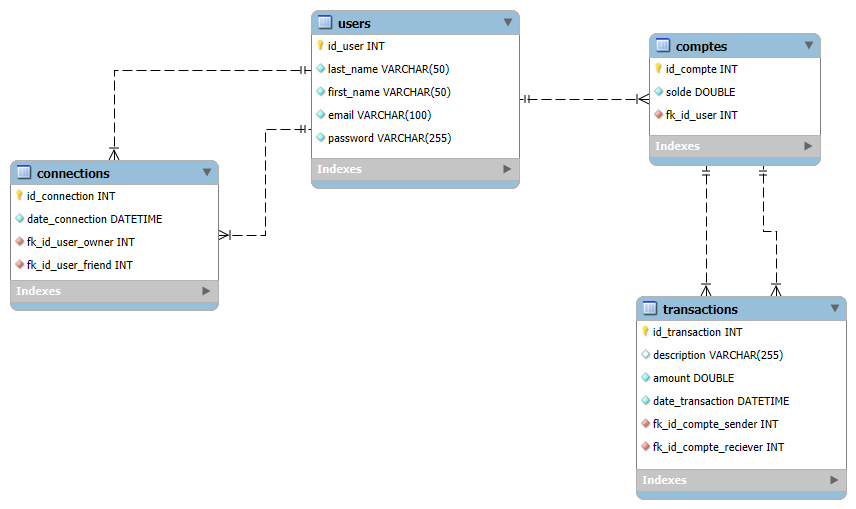 users
id_user INT
last_name VARCHAR(50)
first_name VARCHAR(50)
email VARCHAR(100)
password VARCHAR(255)
Indexes
comptes
id_compte INT
solde DOUBLE
fk_id_user INT
Indexes
connections
id_connection INT
date_connection DATETIME
fk_id_user_owner INT
fk_id_user_friend INT
Indexes
transactions
id_transaction INT
description VARCHAR(255)
amount DOUBLE
date_transaction DATETIME
fk_id_compte_sender INT
fk_id_compte_reciever INT
Indexes